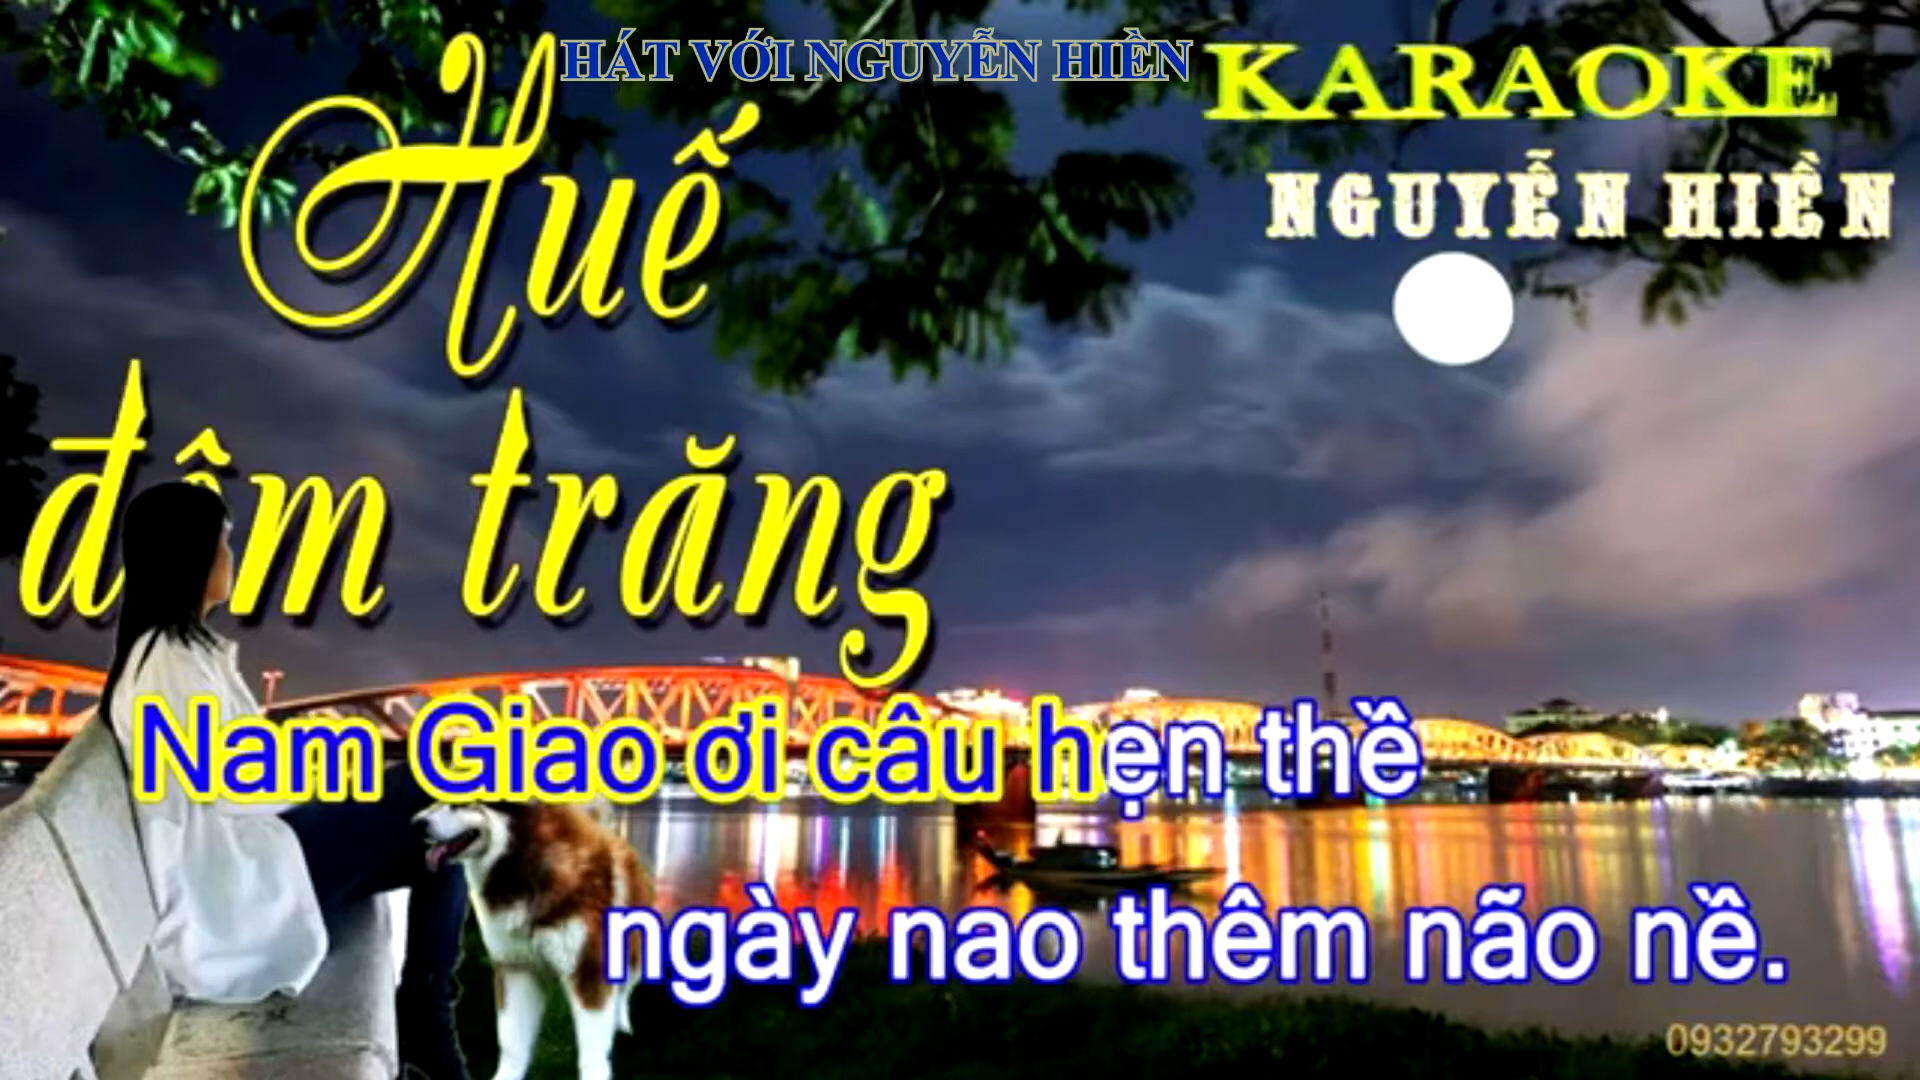 HÁT VỚI NGUYỄN HIỀN
KARAOKE
NGUYỄN HIỀN
Huế
đêm trăng
Nam Giao ơi câu hẹn thề
ngày nao thêm não nề.
0932793299